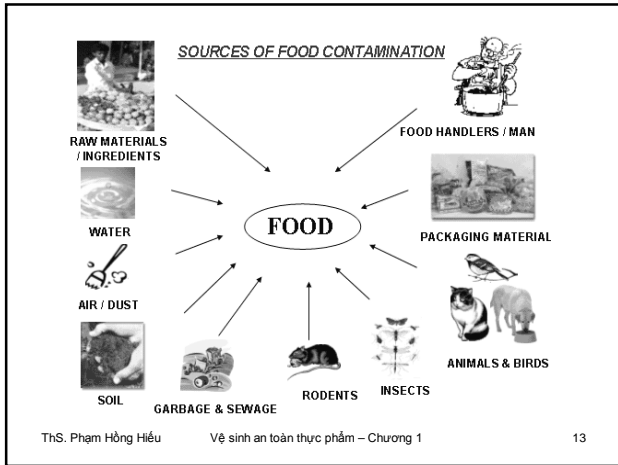 SOURCES OF FOOD CONTAMINATION
RAW MATERIALS
/ INGREDIENTS
FOOD HANDLERS / MAN
WATER
FOOD
PACKAGING MATERIAL
AIR / DUST
ANIMALS & BIRDS
SOIL
GARBAGE & SEWAGE
RODENTS
INSECTS
ThS. Phạm Hồng Hiếu
Vệ sinh an toàn thực phẩm – Chương 1
13